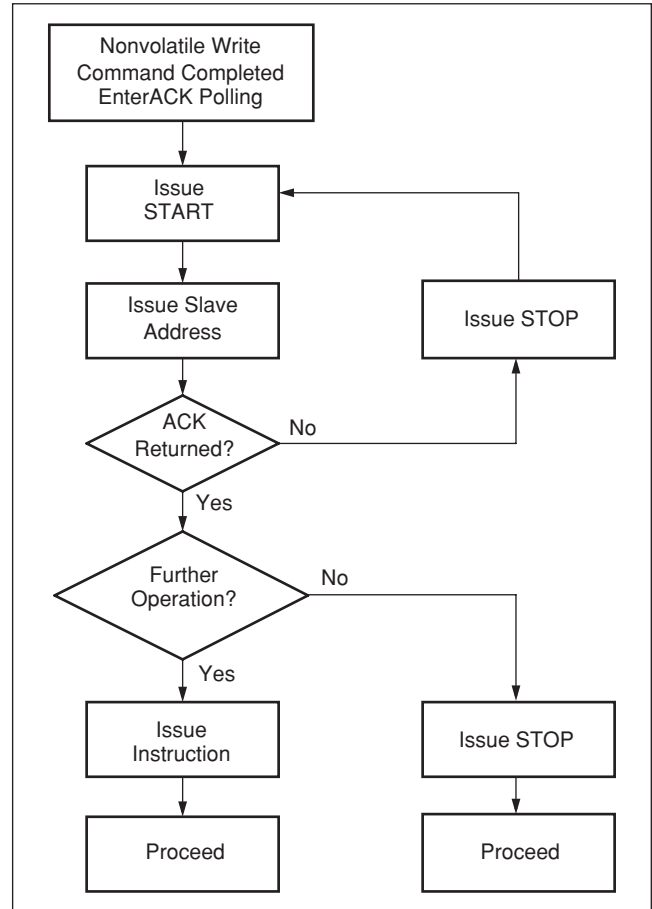 Nonvolatile Write
Command Completed
EnterACK Polling
Issue
START
Issue Slave
Address
Issue STOP
ACK
Returned?
No
Yes
Further
Operation?
No
Yes
Issue
Instruction
Issue STOP
Proceed
Proceed